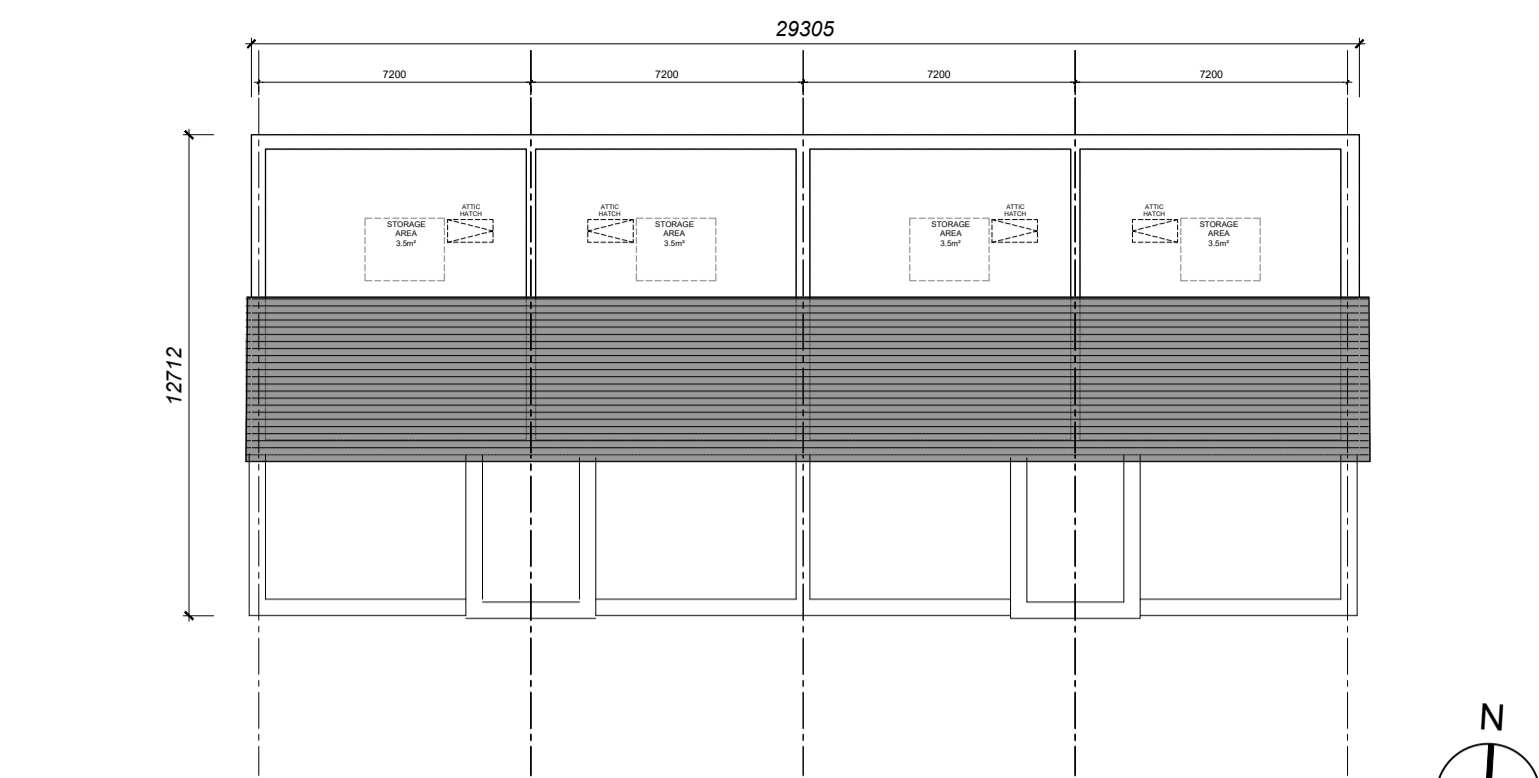 29305
7200
7200
7200
7200
ATTIC
HATCH
STORAGE
AREA
3.5m²
ATTIC
HATCH
STORAGE
AREA
3.5m²
STORAGE
AREA
3.5m²
ATTIC
HATCH
ATTIC
HATCH
STORAGE
AREA
3.5m²
12712
N